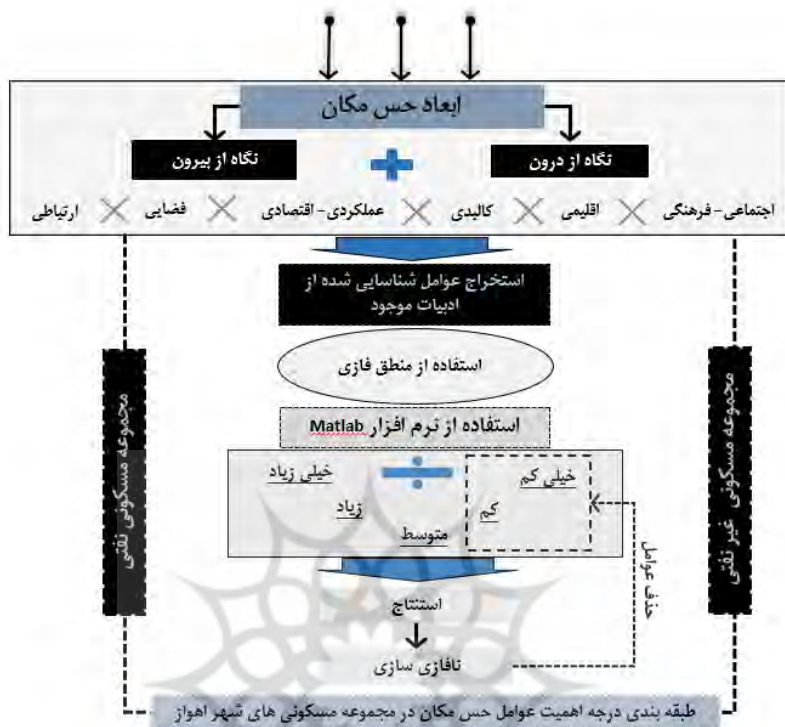 ابعاد حس مکان
نگاه از درون
نگاه از بیرون
اجتماعی-فرهنگی
اقلیمی
کالبدی
عملکردی-اقتصادی
فضایی
ارتباطی
استخراج عوامل شناسایی شده از
ادبیات موجود
استفاده از منطق فازی
استفاده از نرم افزار Matlab
خیلی کم
کم
متوسط
زیاد
خیلی زیاد
حذف عوامل
استنتاج
نافازی سازی
مجموعه مسکونی غیر نفتی
مجموعه مسکونی نفتی
طبقه بندی درجه اهمیت عوامل حس مکان در مجموعه مسکونی های شهر اهواز